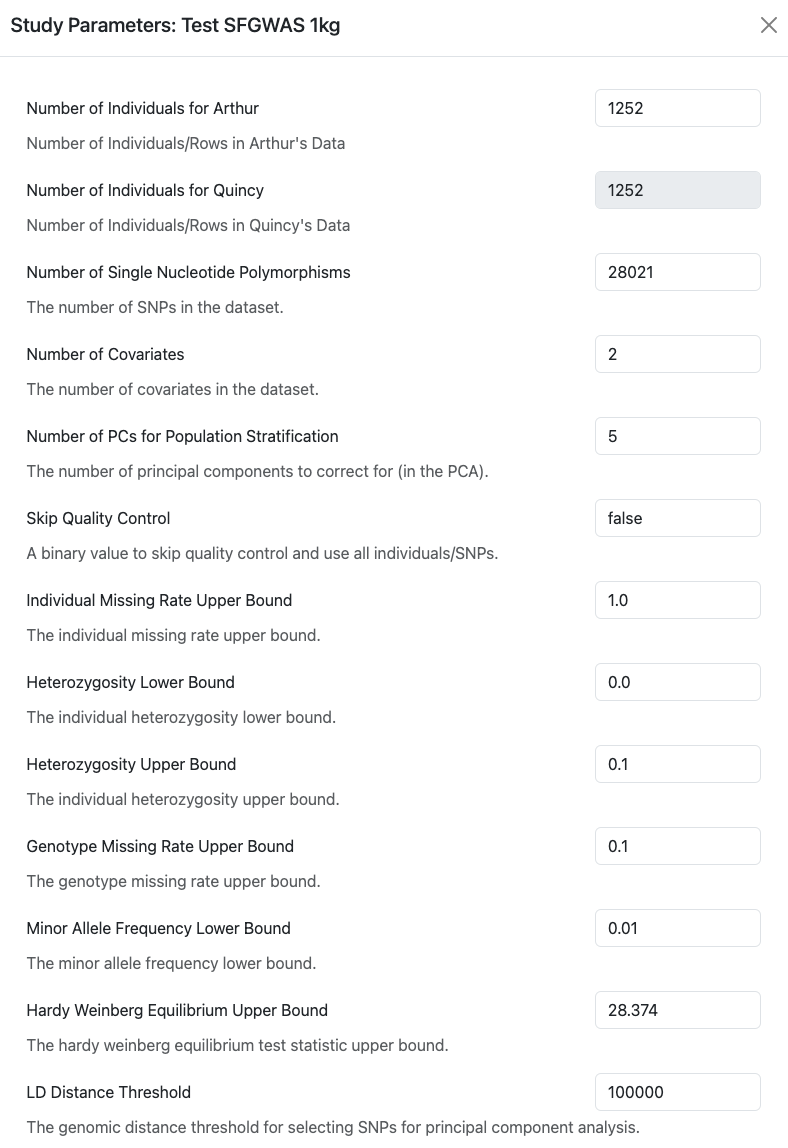 Study Parameters: Test SFGWAS 1kg
Number of Individuals for Arthur
1252
Number of Individuals/Rows in Arthur's Data
Number of Individuals for Quincy
1252
Number of Individuals/Rows in Quincy's Data
Number of Single Nucleotide Polymorphisms
28021
The number of SNPs in the dataset.
Number of Covariates
2
The number of covariates in the dataset.
Number of PCs for Population Stratification
5
The number of principal components to correct for (in the PCA).
Skip Quality Control
false
A binary value to skip quality control and use all individuals/SNPs.
Individual Missing Rate Upper Bound
1.0
The individual missing rate upper bound.
Heterozygosity Lower Bound
0.0
The individual heterozygosity lower bound.
Heterozygosity Upper Bound
0.1
The individual heterozygosity upper bound.
Genotype Missing Rate Upper Bound
0.1
The genotype missing rate upper bound.
Minor Allele Frequency Lower Bound
0.01
The minor allele frequency lower bound.
Hardy Weinberg Equilibrium Upper Bound
28.374
The hardy weinberg equilibrium test statistic upper bound.
LD Distance Threshold
100000
The genomic distance threshold for selecting SNPs for principal component analysis.